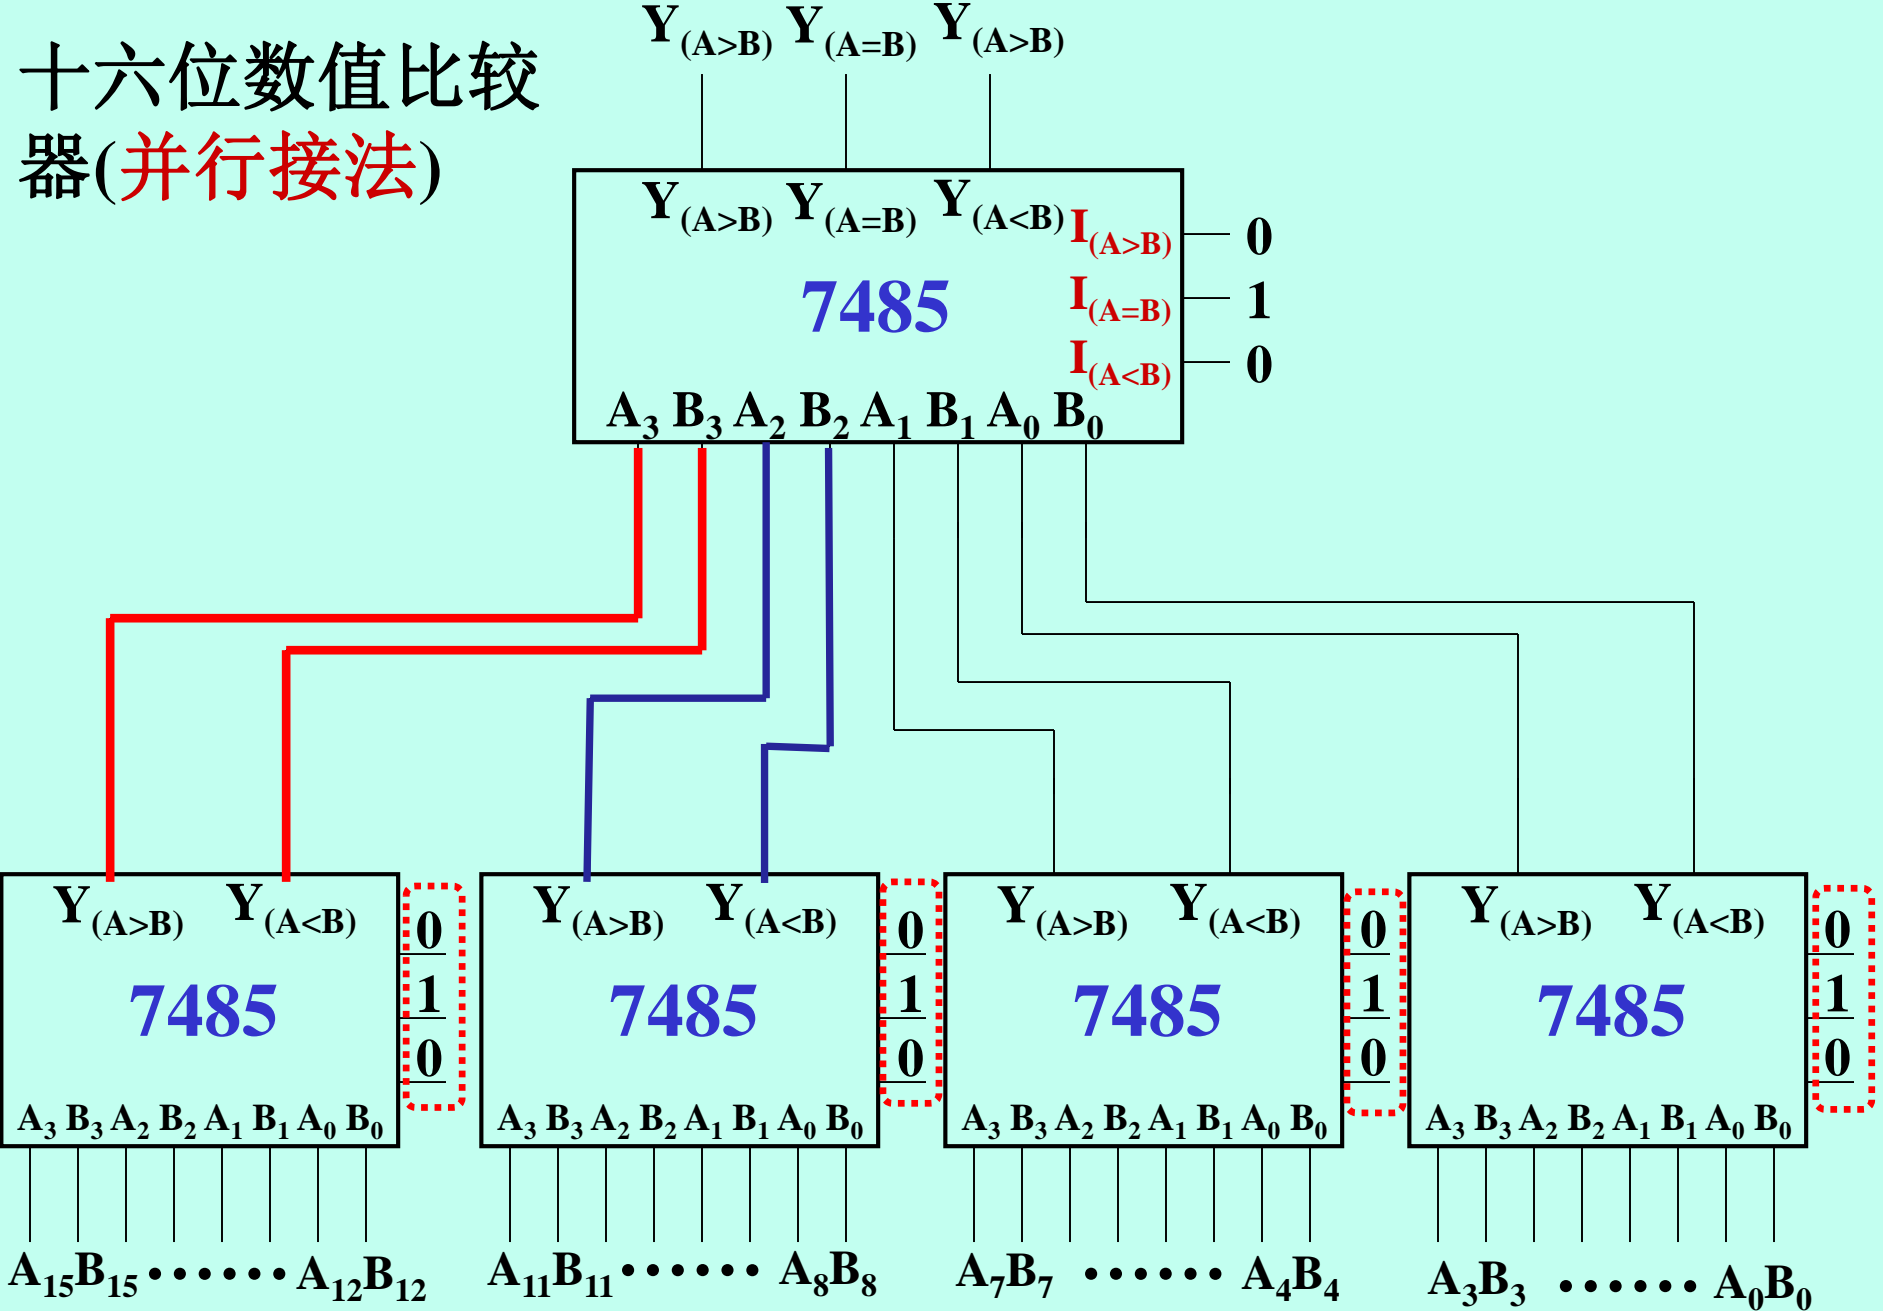 十六位数值比较
器(并行接法)
Y(A>B) Y(A=B) Y(A>B)
Y(A>B) Y(A=B) Y(A<B)
I(A>B) 0
I(A=B) 1
I(A<B) 0
7485
A3 B3 A2 B2 A1 B1 A0 B0
Y(A>B) Y(A<B) 0 Y(A>B) Y(A<B) 0 Y(A>B) Y(A<B) 0 Y(A>B) Y(A<B) 0
7485 1 7485 1 7485 1 7485 1
0 0 0 0
A3 B3 A2 B2 A1 B1 A0 B0 A3 B3 A2 B2 A1 B1 A0 B0 A3 B3 A2 B2 A1 B1 A0 B0 A3 B3 A2 B2 A1 B1 A0 B0
A15B15 •••••• A12B12 A11B11 •••••• A8B8 A7B7 •••••• A4B4 A3B3 •••••• A0B0